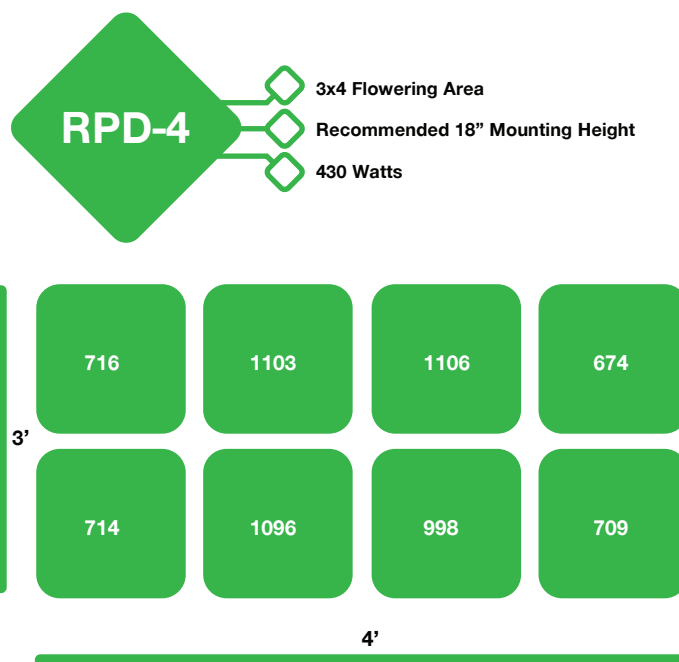 RPD-4
3x4 Flowering Area
Recommended 18” Mounting Height
430 Watts
716 1103 1106 674
3’
714 1096 998 709
4’